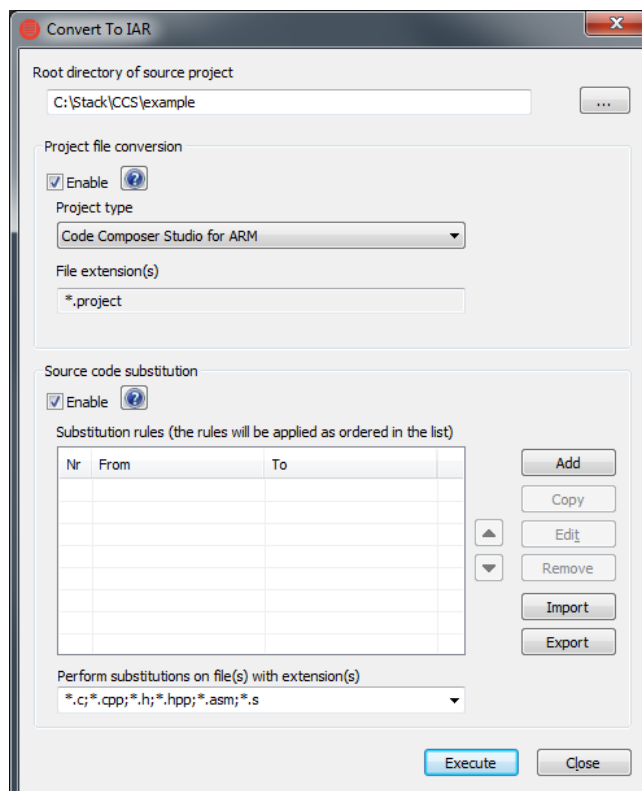 Convert To IAR
Root directory of source project
C:\Stack\CCS\example
...
Project file conversion
Enable
Project type
Code Composer Studio for ARM
File extension(s)
*.project
Source code substitution
Enable
Substitution rules (the rules will be applied as ordered in the list)
Nr From To
Add
Copy
Edit
Remove
Import
Export
Perform substitutions on file(s) with extension(s)
*.c;*.cpp;*.h;*.hpp;*.asm;*.s
Execute Close